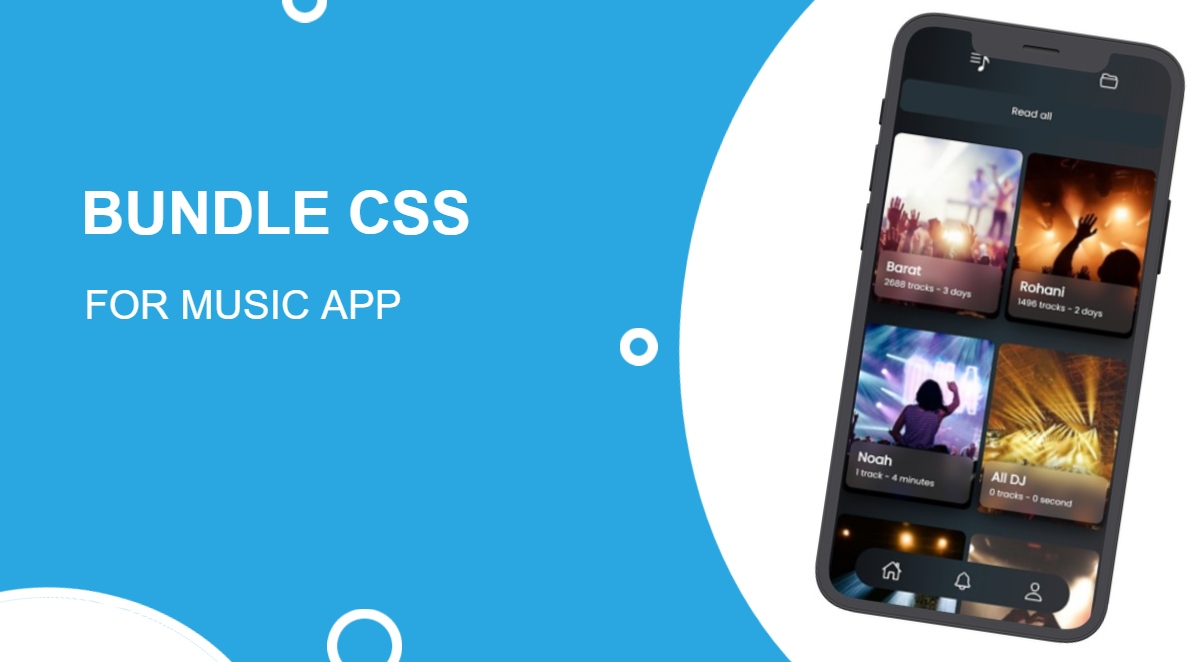 BUNDLE CSS
FOR MUSIC APP
Read all
Barat
2688 tracks - 3 days
Rohani
1496 tracks - 2 days
Noah
1 track - 4 minutes
All DJ
0 tracks - 0 second